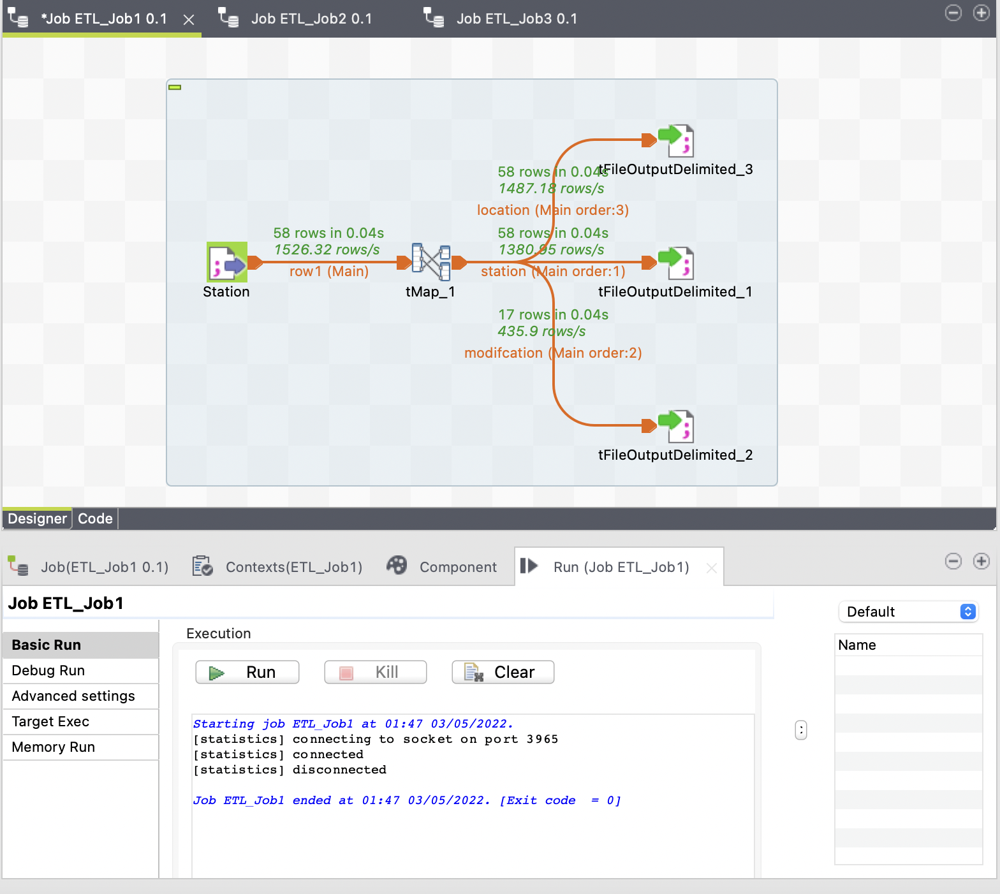 *Job ETL_Job1 0.1
Job ETL_Job2 0.1
Job ETL_Job3 0.1
58 rows in 0.04s
1487.18 rows/s
location (Main order:3)
tFileOutputDelimited_3
58 rows in 0.04s
1526.32 rows/s
row1 (Main)
Station
tMap_1
58 rows in 0.04s
1380.95 rows/s
station (Main order:1)
tFileOutputDelimited_1
17 rows in 0.04s
435.9 rows/s
modifcation (Main order:2)
tFileOutputDelimited_2
Designer
Code
Job(ETL_Job1 0.1)
Contexts(ETL_Job1)
Component
Run (Job ETL_Job1)
Job ETL_Job1
Default
Basic Run
Debug Run
Advanced settings
Target Exec
Memory Run
Execution
Run
Kill
Clear
Name
Starting job ETL_Job1 at 01:47 03/05/2022.
[statistics] connecting to socket on port 3965
[statistics] connected
[statistics] disconnected
Job ETL_Job1 ended at 01:47 03/05/2022. [Exit code  = 0]